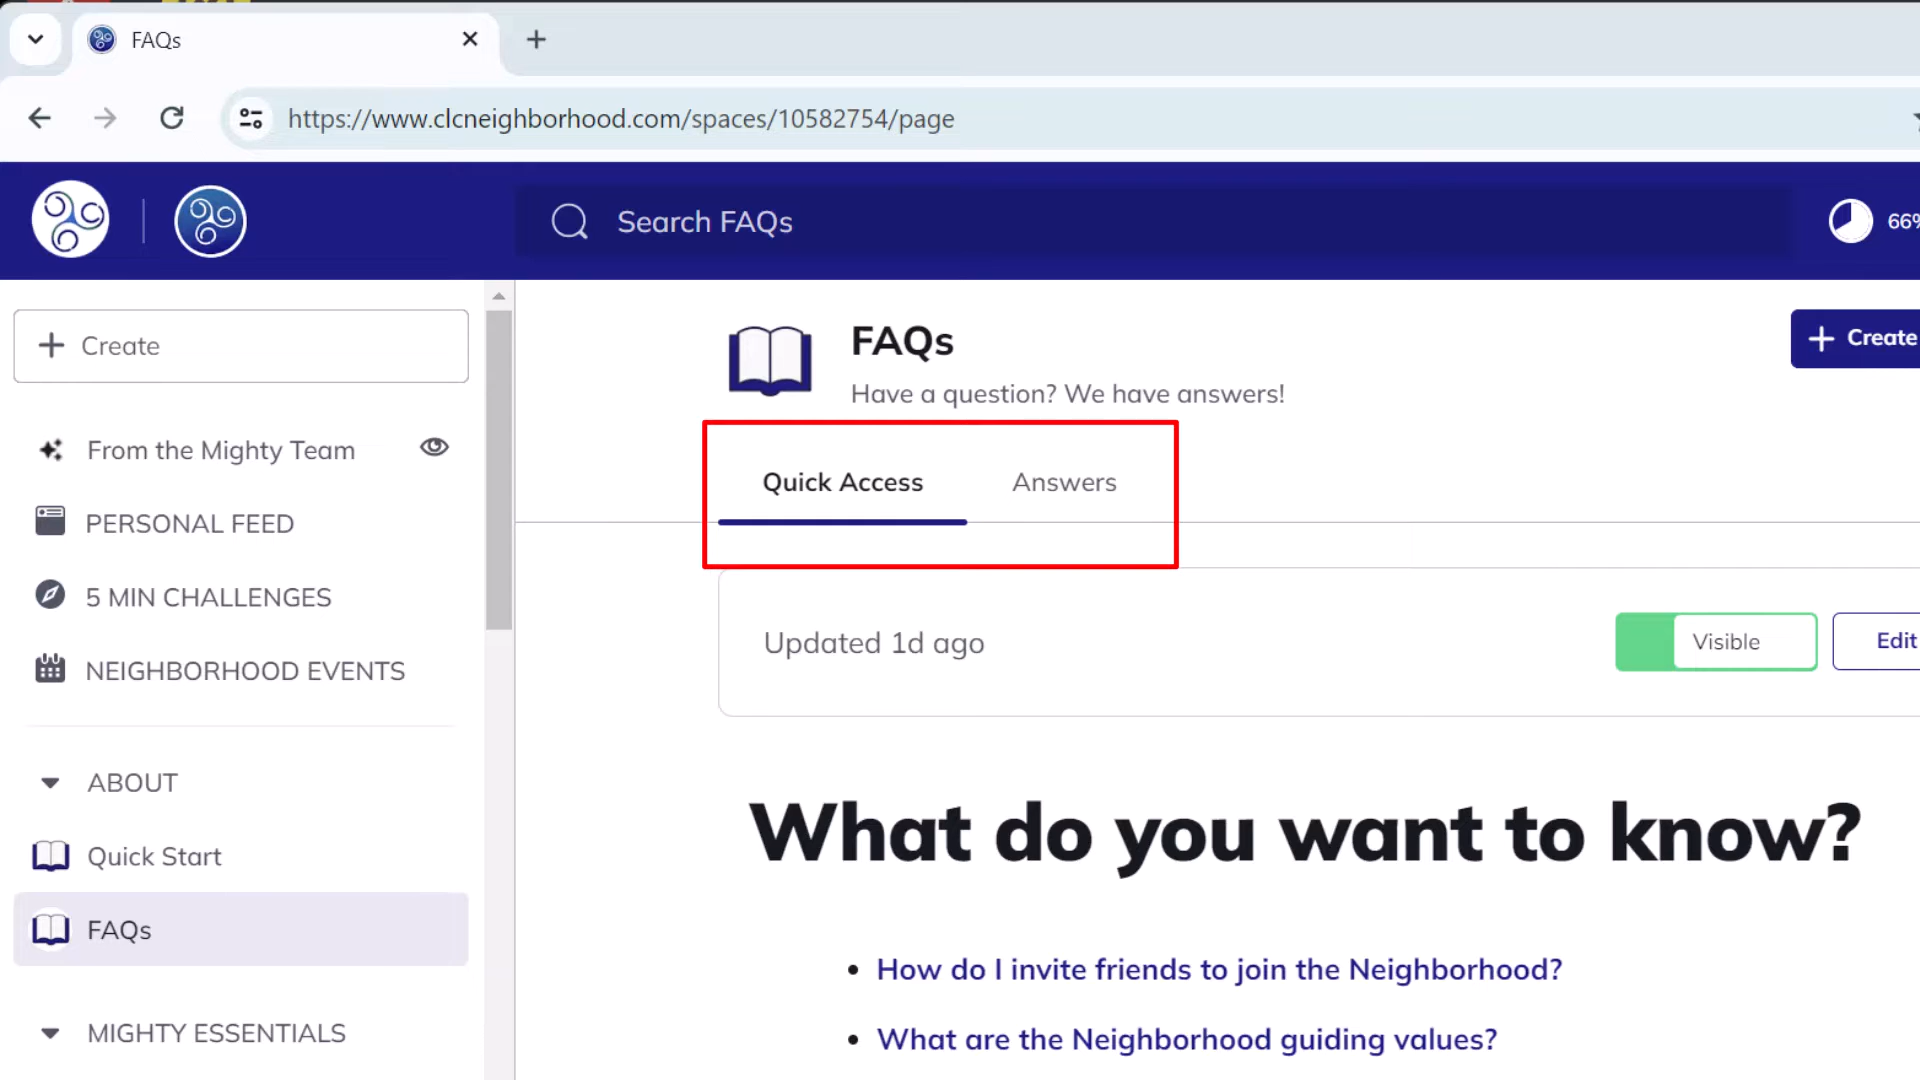 FAQs
https://www.clcneighborhood.com/spaces/10582754/page
Search FAQs
66%
Create
From the Mighty Team
PERSONAL FEED
5 MIN CHALLENGES
NEIGHBORHOOD EVENTS
ABOUT
Quick Start
FAQs
MIGHTY ESSENTIALS
FAQs
Have a question? We have answers!
Create
Quick Access
Answers
Updated 1d ago
Visible
Edit
What do you want to know?
• How do I invite friends to join the Neighborhood?
• What are the Neighborhood guiding values?